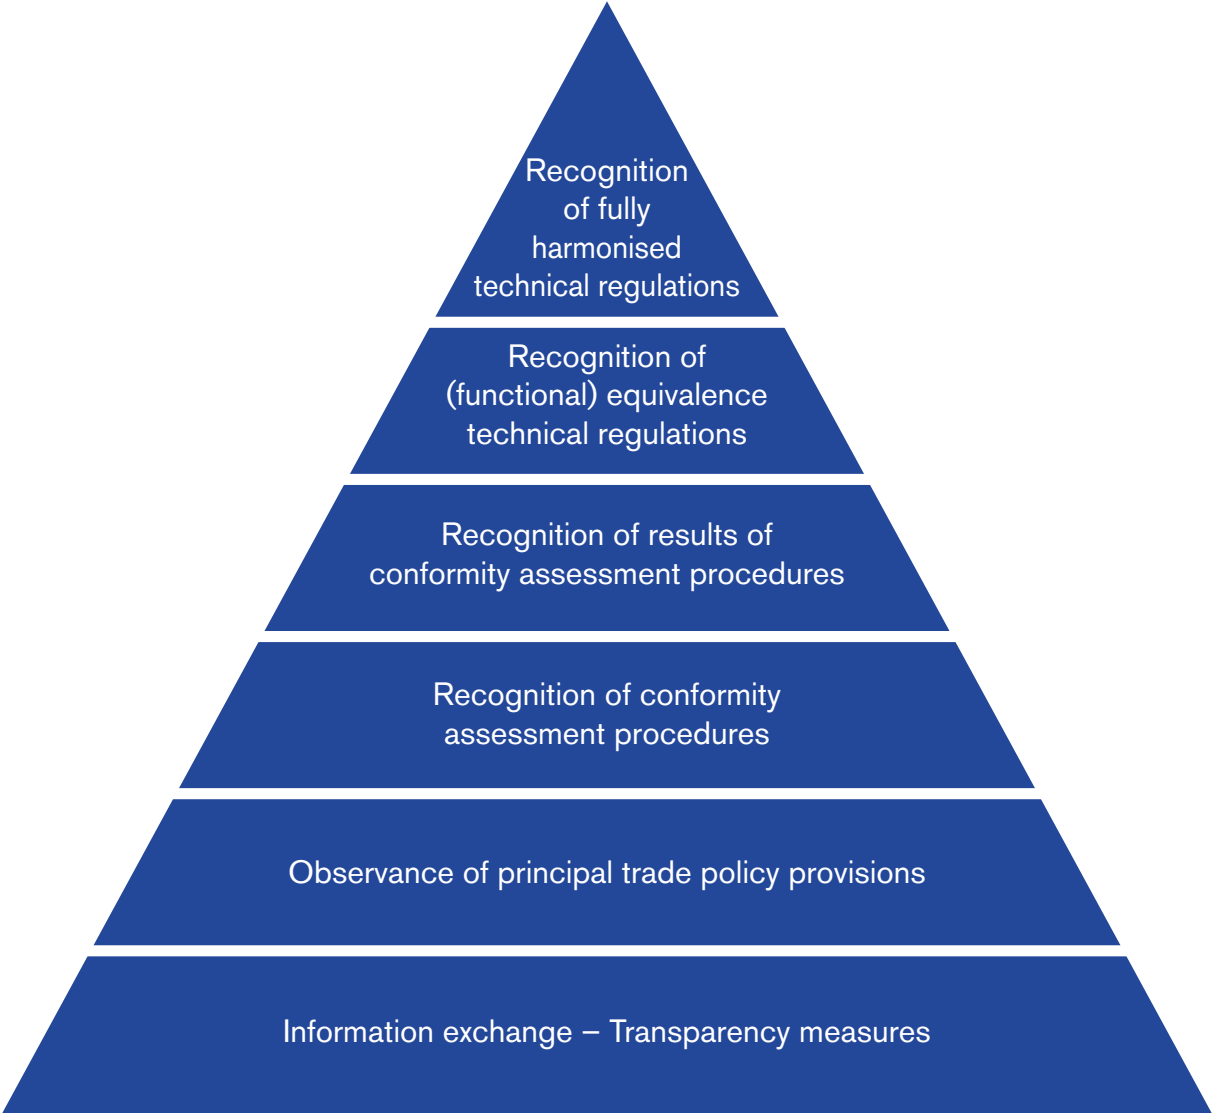 Recognition
of fully
harmonised
technical regulations
Recognition of
(functional) equivalence
technical regulations
Recognition of results of
conformity assessment procedures
Recognition of conformity
assessment procedures
Observance of principal trade policy provisions
Information exchange – Transparency measures